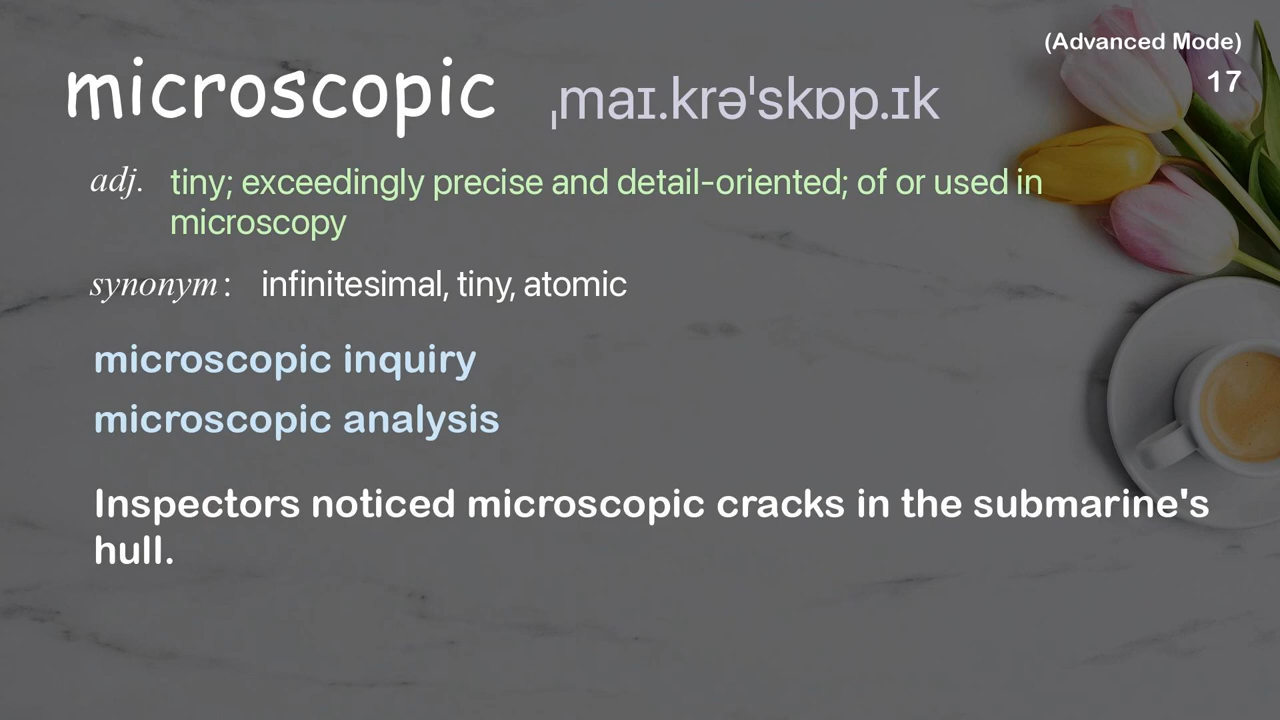 (Advanced Mode)
17
microscopic ˌmaɪ.krəˈskɒp.ɪk
adj. tiny; exceedingly precise and detail-oriented; of or used in
microscopy
synonym : infinitesimal, tiny, atomic
microscopic inquiry
microscopic analysis
Inspectors noticed microscopic cracks in the submarine's
hull.